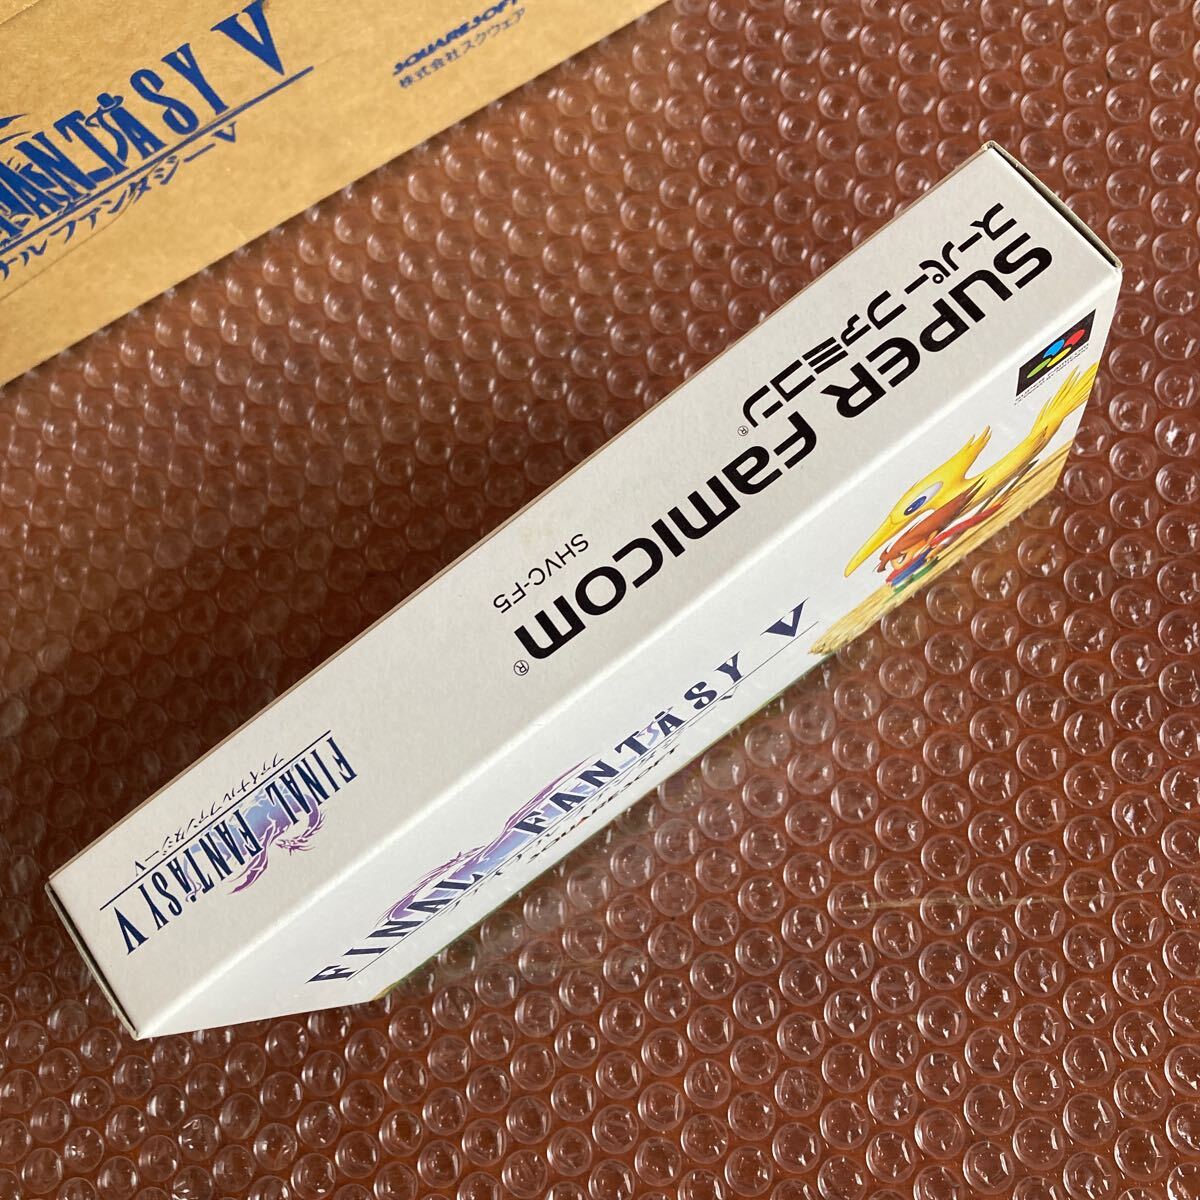 FANTASY V
ナルファンタジーV
SQUARESOFT
株式会社スクウェア
SUPER FAMICOM®
スーパーファミコン®
SHVC-F5
FINAL FANTASY V
ファイナルファンタジーV
FINAL FANTASY V